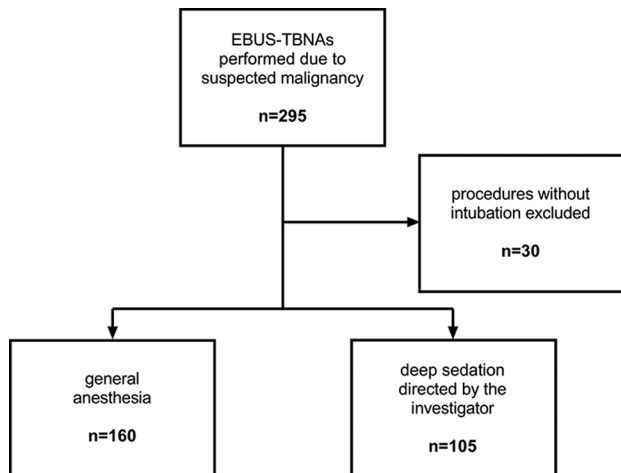 EBUS-TBNAs
performed due to
suspected malignancy
n=295
procedures without
intubation excluded
n=30
general
anesthesia
n=160
deep sedation
directed by the
investigator
n=105